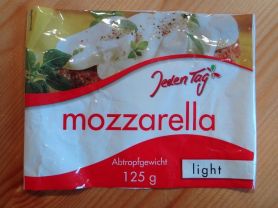 Jeden Tag
mozzarella
Abtropfgewicht
125 g
light